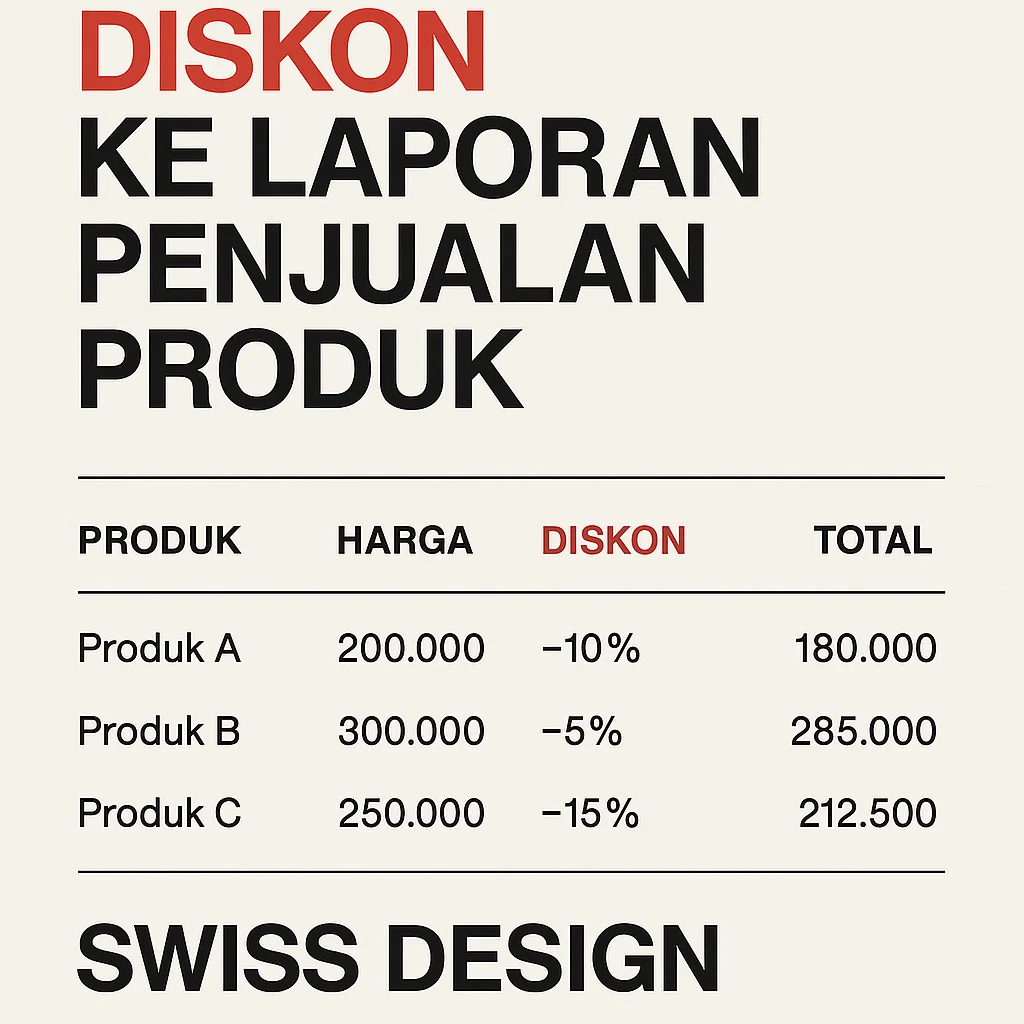 DISKON
KE LAPORAN
PENJUALAN
PRODUK
PRODUK HARGA DISKON TOTAL
Produk A 200.000 −10% 180.000
Produk B 300.000 −5% 285.000
Produk C 250.000 −15% 212.500
SWISS DESIGN